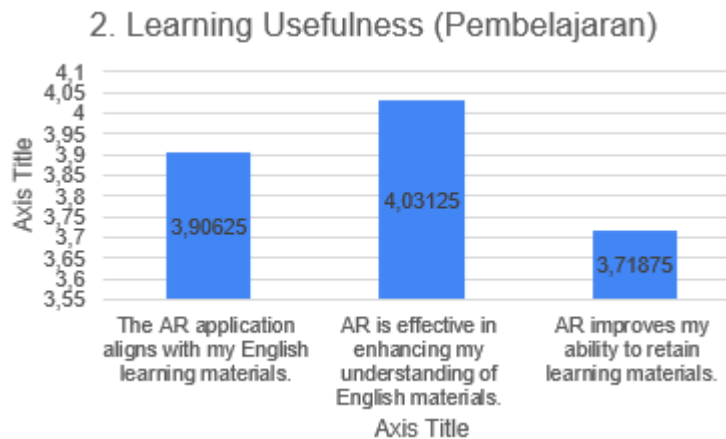 2. Learning Usefulness (Pembelajaran)
4,1
4,05
4
3,95
3,9
3,85
3,8
3,75
3,7
3,65
3,6
3,55
Axis Title
3,90625
4,03125
3,71875
The AR application
aligns with my English
learning materials.
AR is effective in
enhancing my
understanding of
English materials.
AR improves my
ability to retain
learning materials.
Axis Title